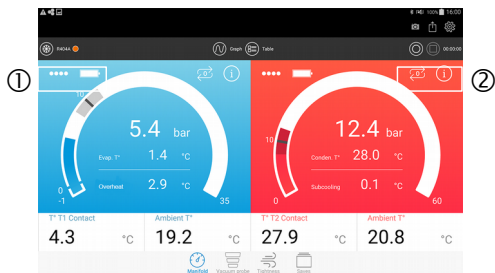 100% 16:00
R404A Graph Table 00:00:00
①
②
0
0
10
5.4 bar
Evap. T° 1.4 °C
Overheat 2.9 °C
0
-1
35
10
12.4 bar
Conden. T° 28.0 °C
Subcooling 0.1 °C
0
60
T° T1 Contact
4.3 °C
Ambient T°
19.2 °C
T° T2 Contact
27.9 °C
Ambient T°
20.8 °C
Manifold Vacuum probe Tightness Saves